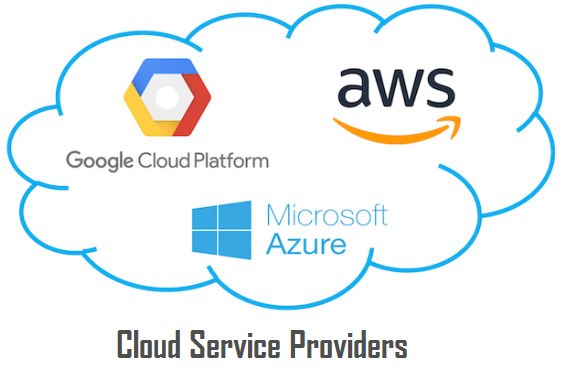 aws
Google Cloud Platform
Microsoft
Azure
Cloud Service Providers